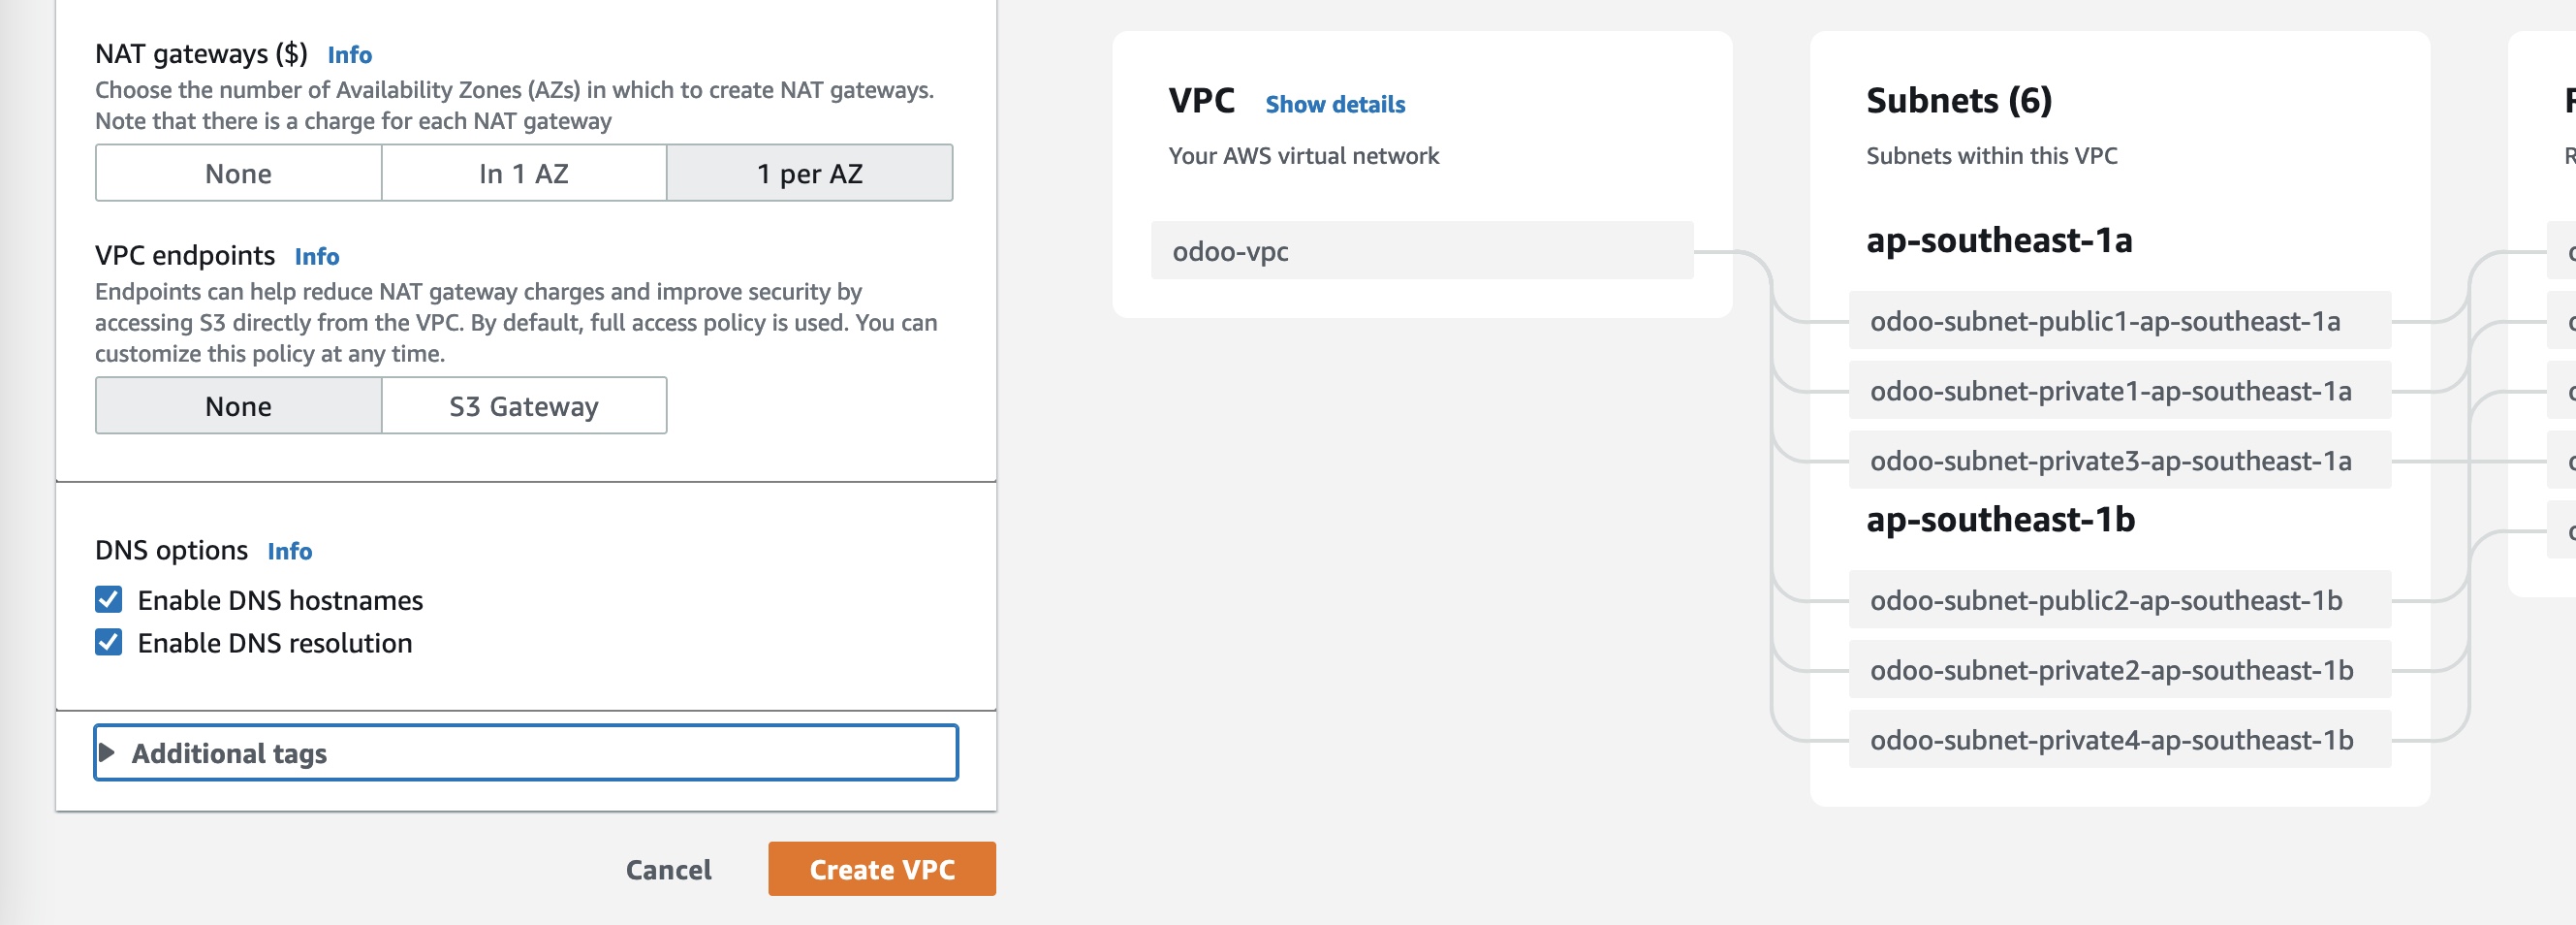 NAT gateways ($) Info
Choose the number of Availability Zones (AZs) in which to create NAT gateways.
Note that there is a charge for each NAT gateway
None In 1 AZ 1 per AZ
VPC endpoints Info
Endpoints can help reduce NAT gateway charges and improve security by
accessing S3 directly from the VPC. By default, full access policy is used. You can
customize this policy at any time.
None S3 Gateway
DNS options Info
Enable DNS hostnames
Enable DNS resolution
Additional tags
Cancel Create VPC
VPC Show details
Your AWS virtual network
odoo-vpc
Subnets (6)
Subnets within this VPC
ap-southeast-1a
odoo-subnet-public1-ap-southeast-1a
odoo-subnet-private1-ap-southeast-1a
odoo-subnet-private3-ap-southeast-1a
ap-southeast-1b
odoo-subnet-public2-ap-southeast-1b
odoo-subnet-private2-ap-southeast-1b
odoo-subnet-private4-ap-southeast-1b